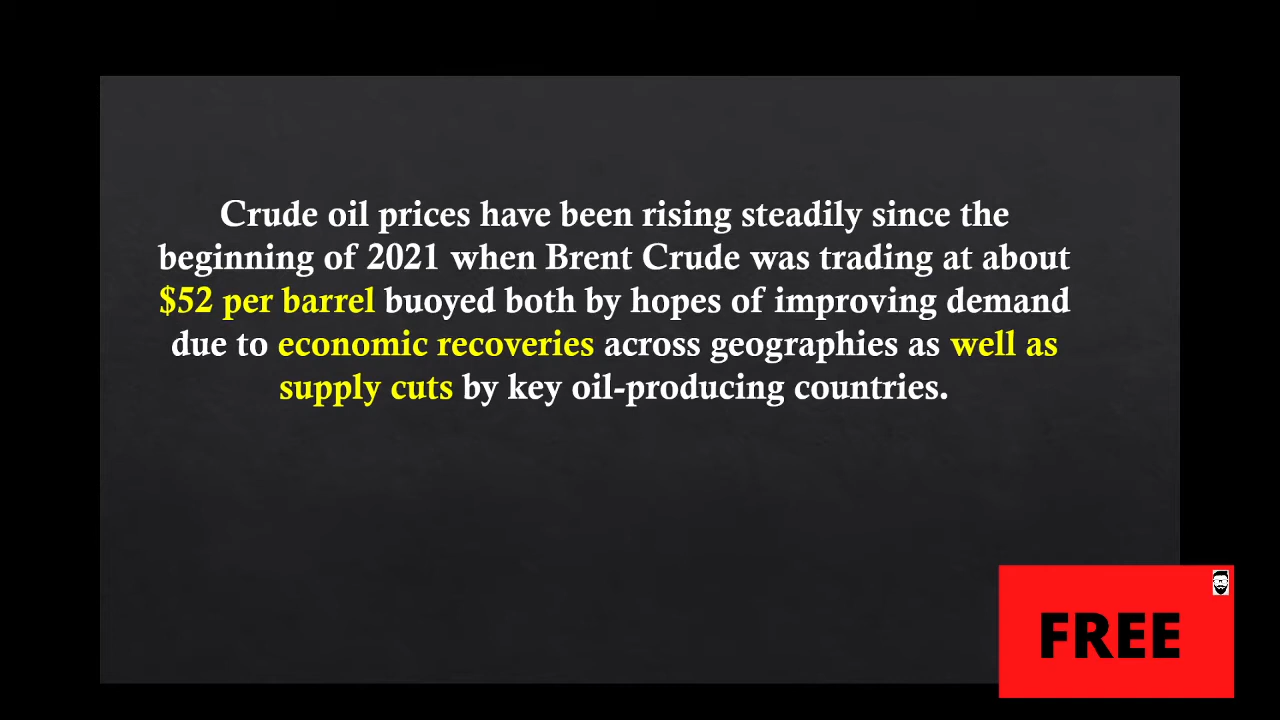 Crude oil prices have been rising steadily since the
beginning of 2021 when Brent Crude was trading at about
$52 per barrel buoyed both by hopes of improving demand
due to economic recoveries across geographies as well as
supply cuts by key oil-producing countries.
FREE